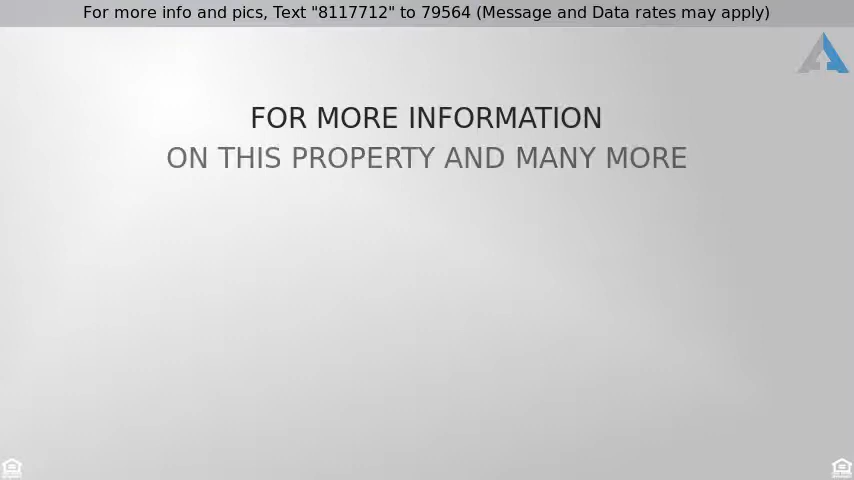 For more info and pics, Text "8117712" to 79564 (Message and Data rates may apply)
FOR MORE INFORMATION
ON THIS PROPERTY AND MANY MORE